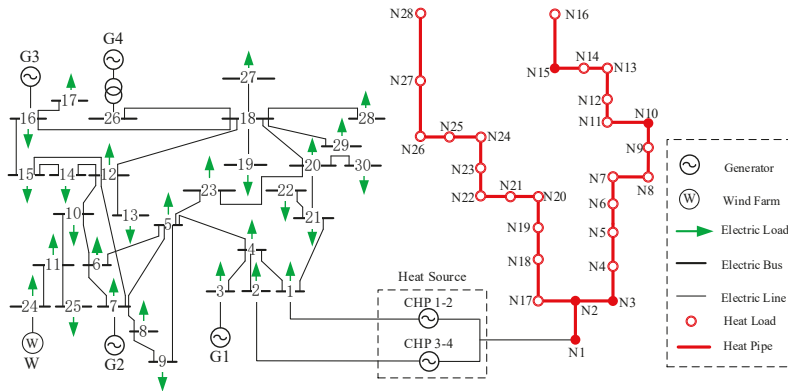 N28
N16
G4
G3
N15
N14
N13
27
17
N27
16
26
18
28
N12
N10
N11
29
N26
N25
N24
N9
15
14
12
19
20
30
Generator
23
22
N23
N7
N8
W
Wind Farm
10
13
5
21
N22
N21
N20
N6
Electric Load
N19
N5
4
11
6
Heat Source
Electric Bus
N18
N4
24
25
7
3
2
1
CHP 1-2
N17
N2
N3
Electric Line
8
Heat Load
W
W
G2
9
G1
CHP 3-4
N1
Heat Pipe